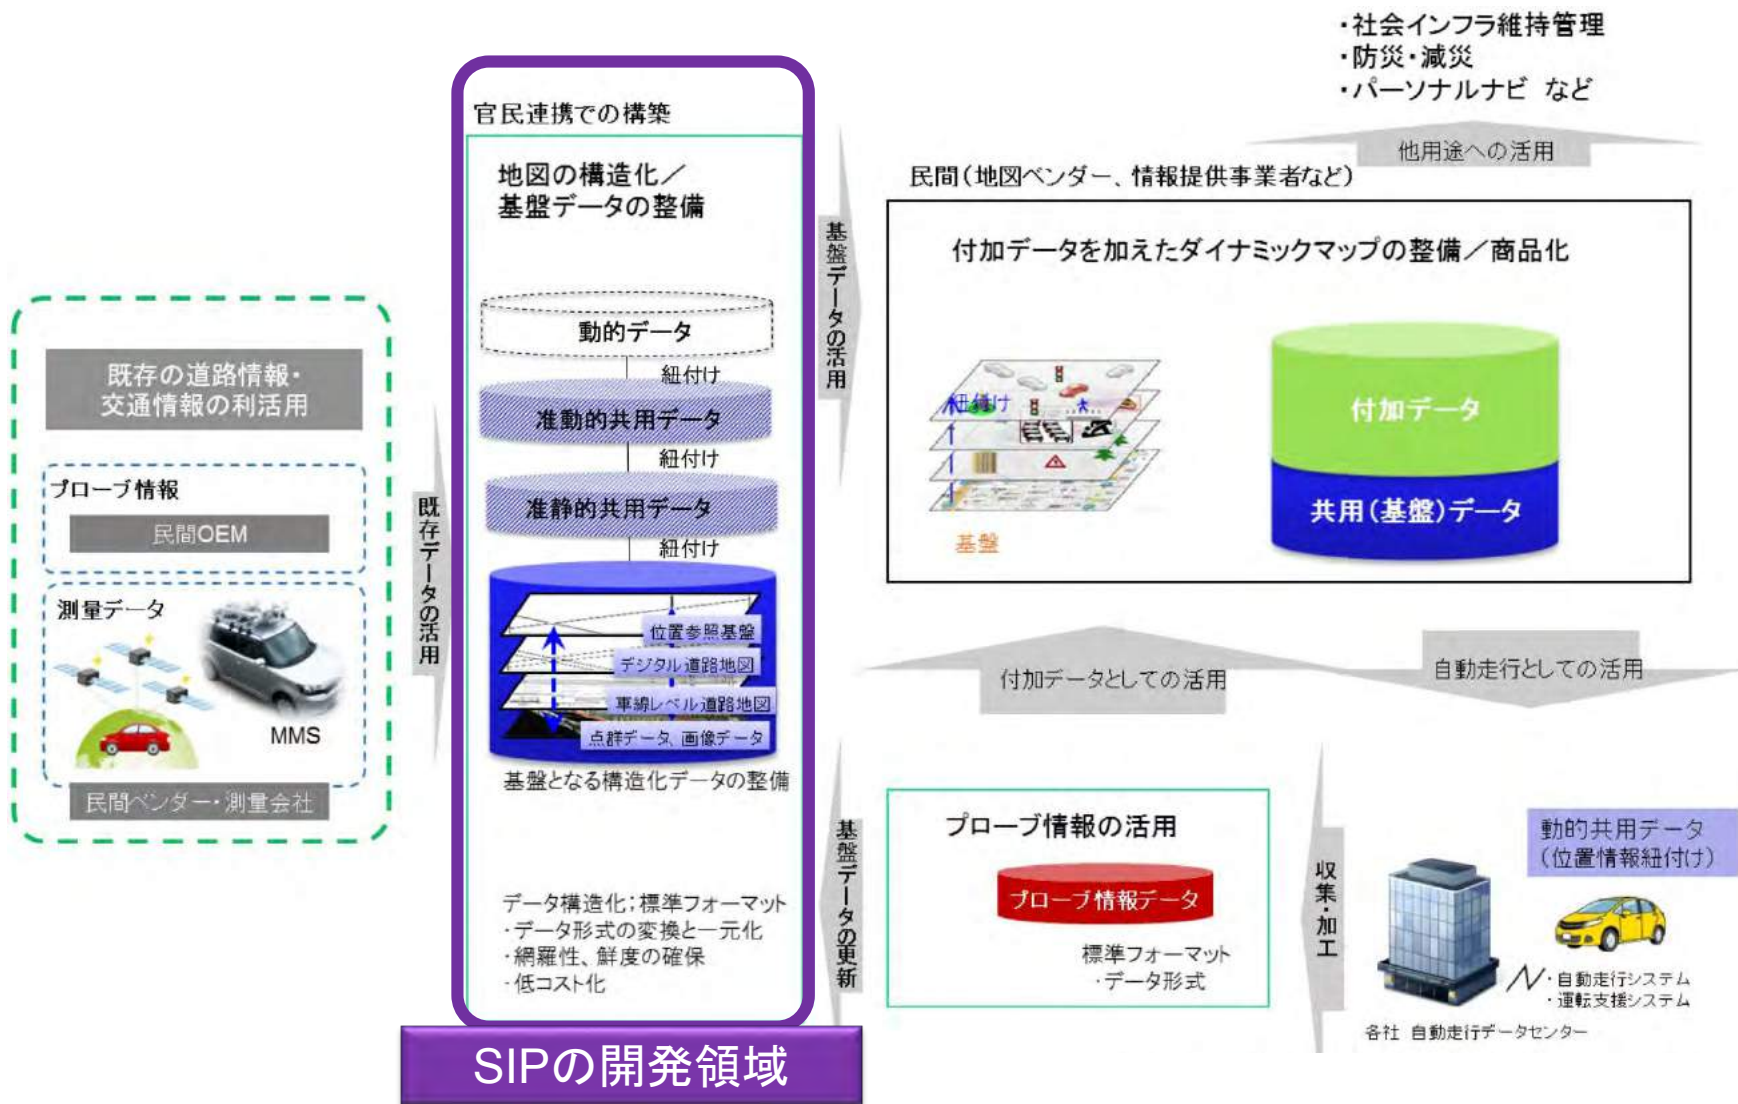 ・社会インフラ維持管理
・防災・減災
・パーソナルナビ など
他用途への活用
官民連携での構築
地図の構造化／
基盤データの整備
動的データ
紐付け
准動的共用データ
紐付け
准静的共用データ
紐付け
位置参照基盤
デジタル道路地図
車線レベル道路地図
点群データ、画像データ
基盤となる構造化データの整備
データ構造化；標準フォーマット
・データ形式の変換と一元化
・網羅性、鮮度の確保
・低コスト化
SIPの開発領域
既存の道路情報・
交通情報の利活用
プローブ情報
民間OEM
測量データ
MMS
民間ベンダー・測量会社
既存データの活用
基盤データの活用
民間（地図ベンダー、情報提供事業者など）
付加データを加えたダイナミックマップの整備／商品化
紐付け
基盤
付加データ
共用（基盤）データ
付加データとしての活用
自動走行としての活用
基盤データの更新
プローブ情報の活用
プローブ情報データ
標準フォーマット
・データ形式
収集・加工
動的共用データ
（位置情報紐付け）
・自動走行システム
・運転支援システム
各社 自動走行データセンター